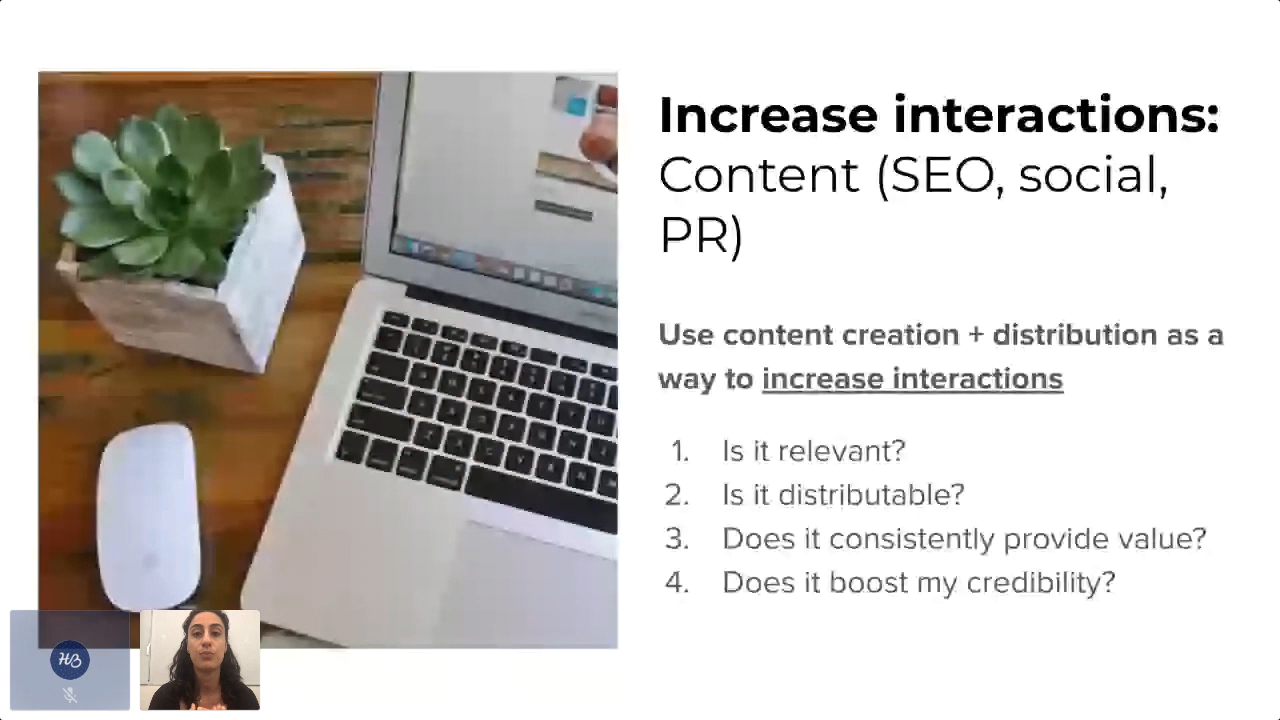 Increase interactions:
Content (SEO, social,
PR)
Use content creation + distribution as a
way to increase interactions
1. Is it relevant?
2. Is it distributable?
3. Does it consistently provide value?
4. Does it boost my credibility?
HB